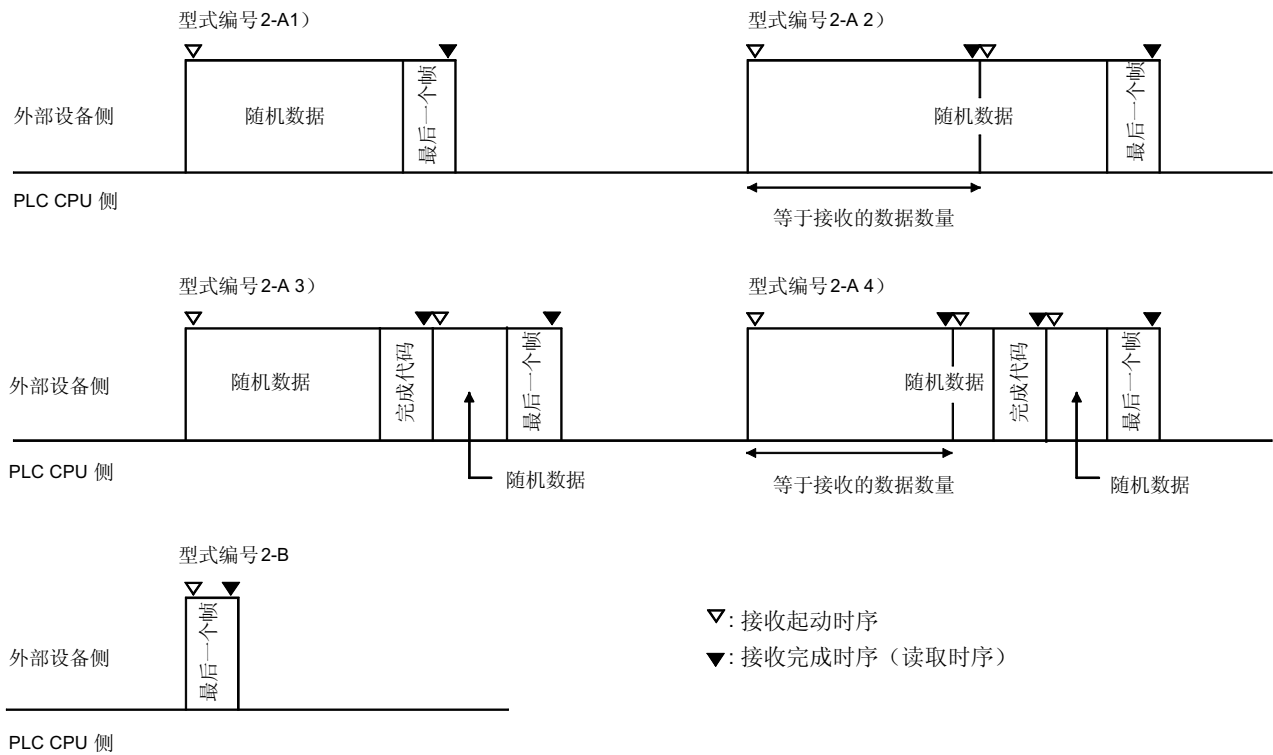 型式编号2-A1）
型式编号2-A 2）
外部设备侧
随机数据
最后一个帧
随机数据
最后一个帧
PLC CPU 侧
等于接收的数据数量
型式编号2-A 3）
型式编号2-A 4）
外部设备侧
随机数据
完成代码
最后一个帧
随机数据
完成代码
最后一个帧
PLC CPU 侧
随机数据
等于接收的数据数量
随机数据
型式编号2-B
外部设备侧
最后一个帧
: 接收起动时序
: 接收完成时序（读取时序）
PLC CPU 侧